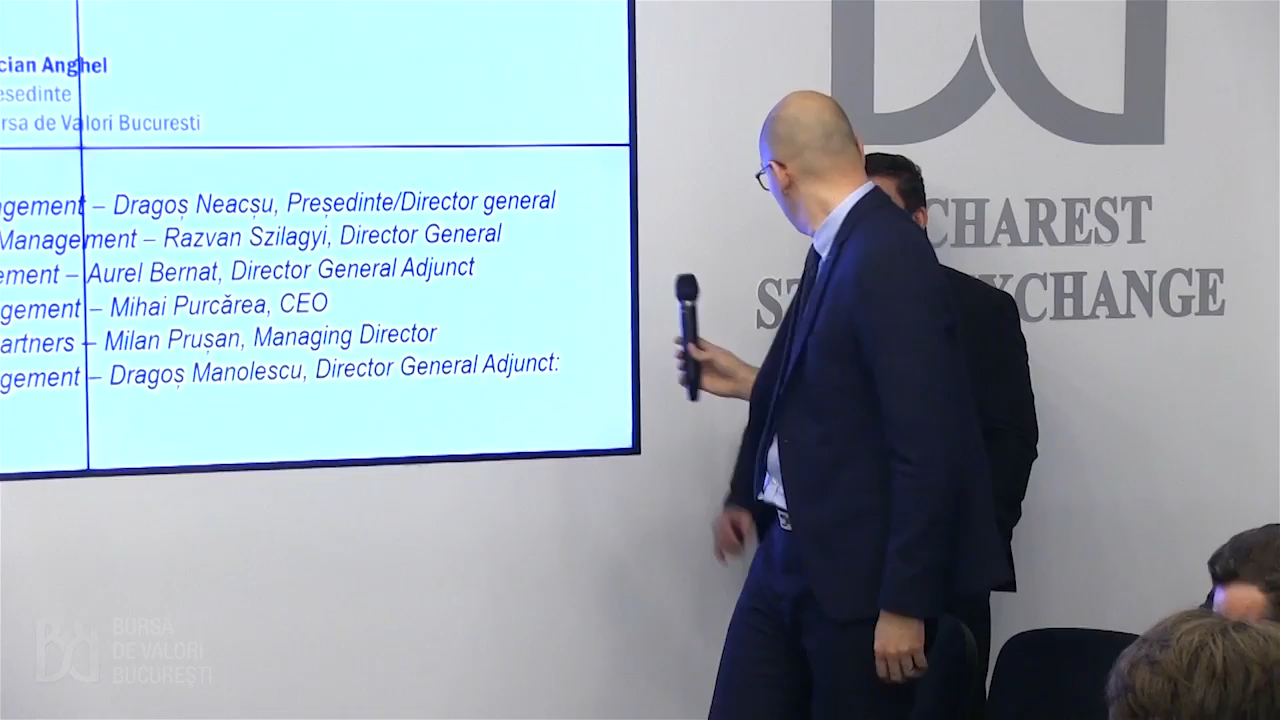 cian Anghel
esedinte
rsa de Valori Bucuresti
gement – Dragoș Neacșu, Președinte/Director general
Management – Razvan Szilagyi, Director General
ement – Aurel Bernat, Director General Adjunct
gement – Mihai Purcărea, CEO
artners – Milan Prușan, Managing Director
gement – Dragoș Manolescu, Director General Adjunct:
CHAREST
ST XCHANGE
BURSA
DE VALORI
BUCUREȘTI